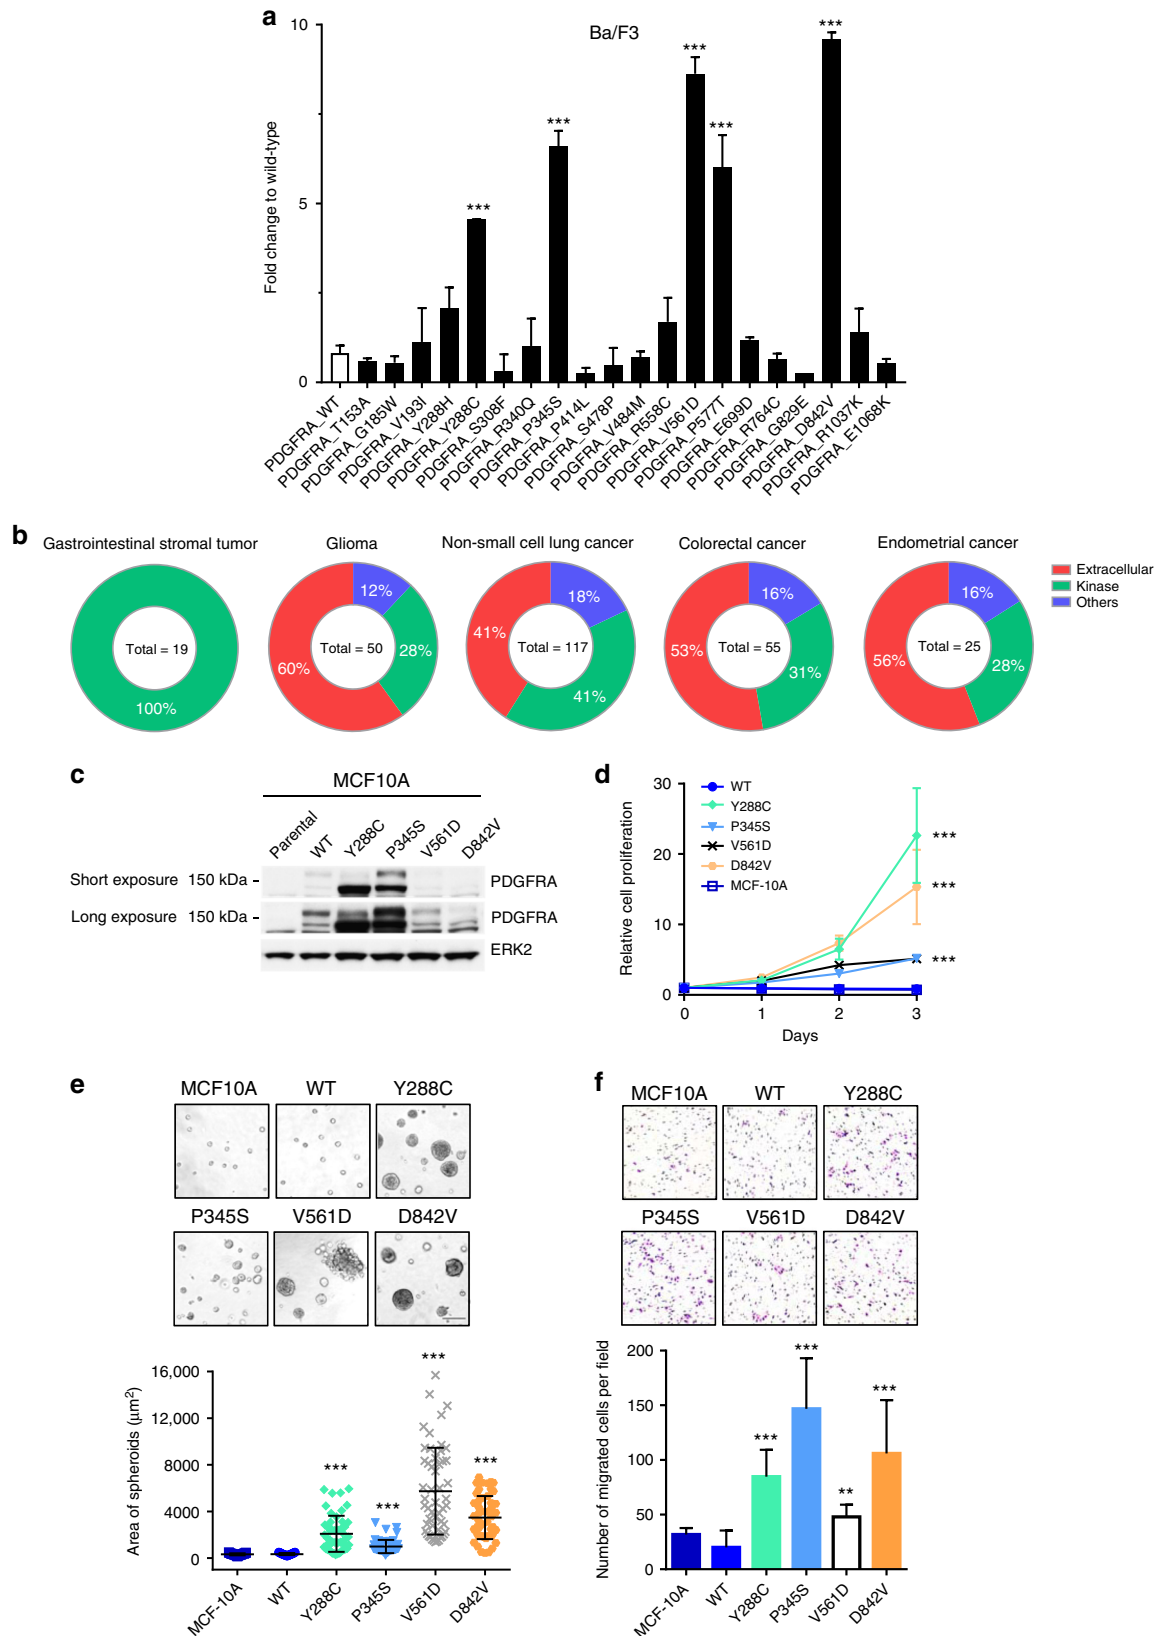 a
Ba/F3
Fold change to wild-type
10
5
0
***
***
***
***
***
PDGFRA_WT
PDGFRA_T153A
PDGFRA_G185W
PDGFRA_V193I
PDGFRA_Y288H
PDGFRA_Y288C
PDGFRA_S308F
PDGFRA_R340Q
PDGFRA_P345S
PDGFRA_P414L
PDGFRA_S478P
PDGFRA_V484M
PDGFRA_R558C
PDGFRA_V561D
PDGFRA_P577T
PDGFRA_E699D
PDGFRA_R764C
PDGFRA_G829E
PDGFRA_D842V
PDGFRA_R1037K
PDGFRA_E1068K
b
Gastrointestinal stromal tumor
Total = 19
100%
Glioma
12%
28%
60%
Total = 50
Non-small cell lung cancer
18%
41%
41%
Total = 117
Colorectal cancer
16%
31%
53%
Total = 55
Endometrial cancer
16%
28%
56%
Total = 25
Extracellular
Kinase
Others
c
MCF10A
Parental
WT
Y288C
P345S
V561D
D842V
Short exposure 150 kDa
PDGFRA
Long exposure 150 kDa
PDGFRA
ERK2
d
Relative cell proliferation
30
20
10
0
WT
Y288C
P345S
V561D
D842V
MCF-10A
***
***
***
0
1
2
3
Days
e
MCF10A
WT
Y288C
P345S
V561D
D842V
Area of spheroids (μm²)
16,000
12,000
8000
4000
0
***
***
***
***
MCF-10A
WT
Y288C
P345S
V561D
D842V
f
MCF10A
WT
Y288C
P345S
V561D
D842V
Number of migrated cells per field
200
150
100
50
0
***
***
**
***
MCF-10A
WT
Y288C
P345S
V561D
D842V